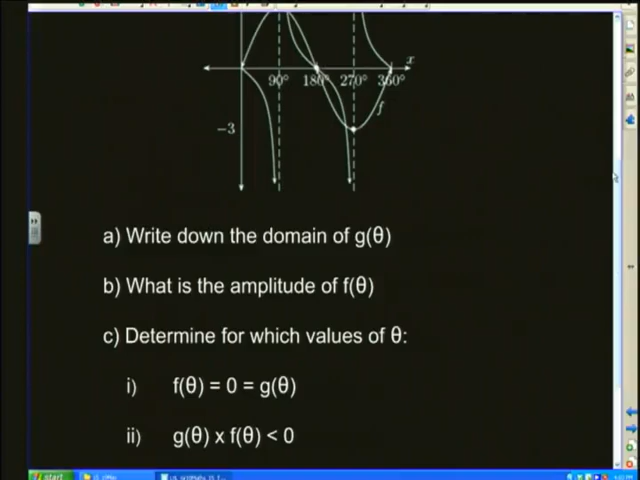 x
90° 180° 270° 360°
f
-3
a) Write down the domain of g(θ)
b) What is the amplitude of f(θ)
c) Determine for which values of θ:
i) f(θ) = 0 = g(θ)
ii) g(θ) x f(θ) < 0
start